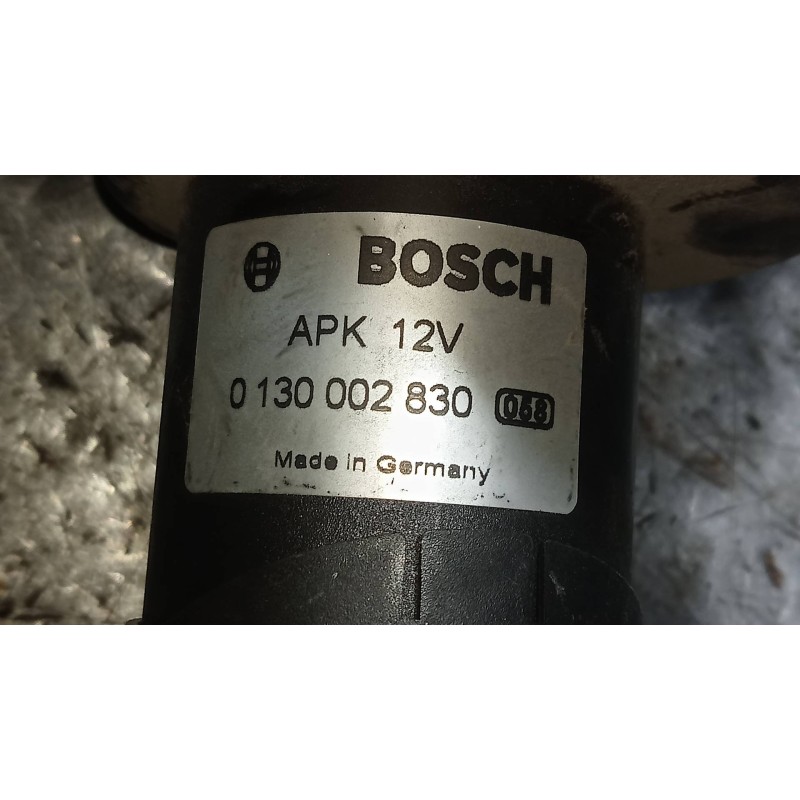 BOSCH
APK 12V
0 130 002 830 058
Made in Germany